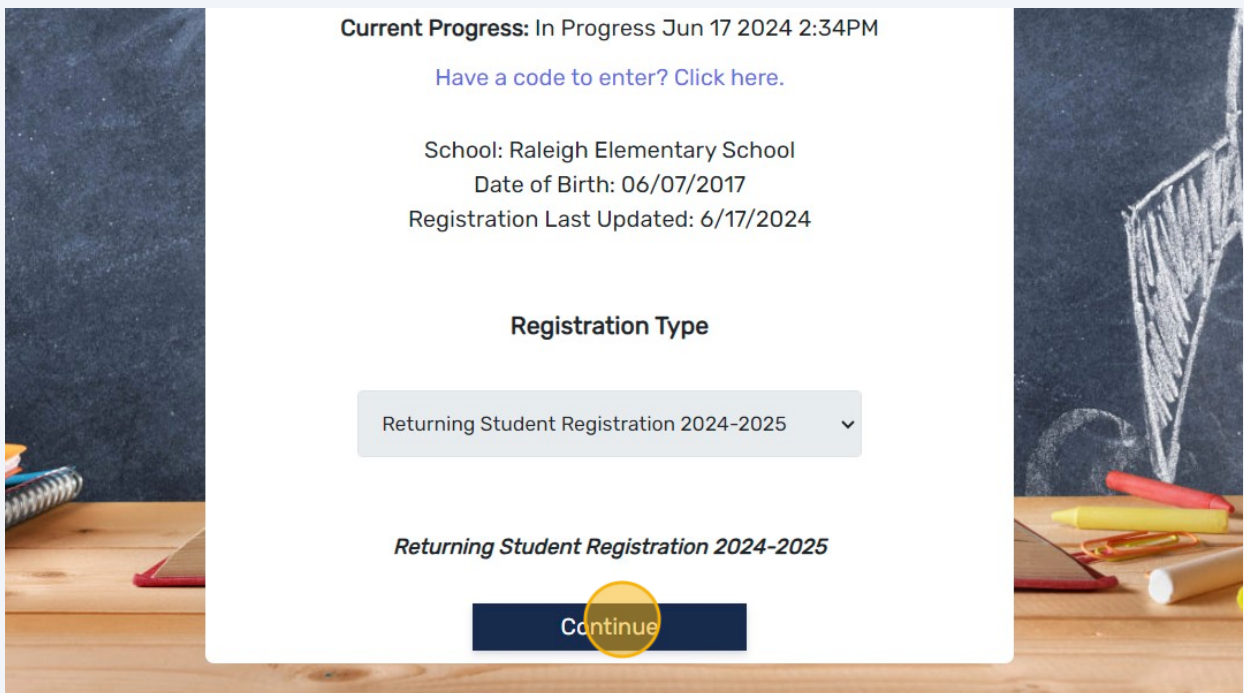 Current Progress: In Progress Jun 17 2024 2:34PM
Have a code to enter? Click here.
School: Raleigh Elementary School
Date of Birth: 06/07/2017
Registration Last Updated: 6/17/2024
Registration Type
Returning Student Registration 2024-2025
Returning Student Registration 2024-2025
Continue